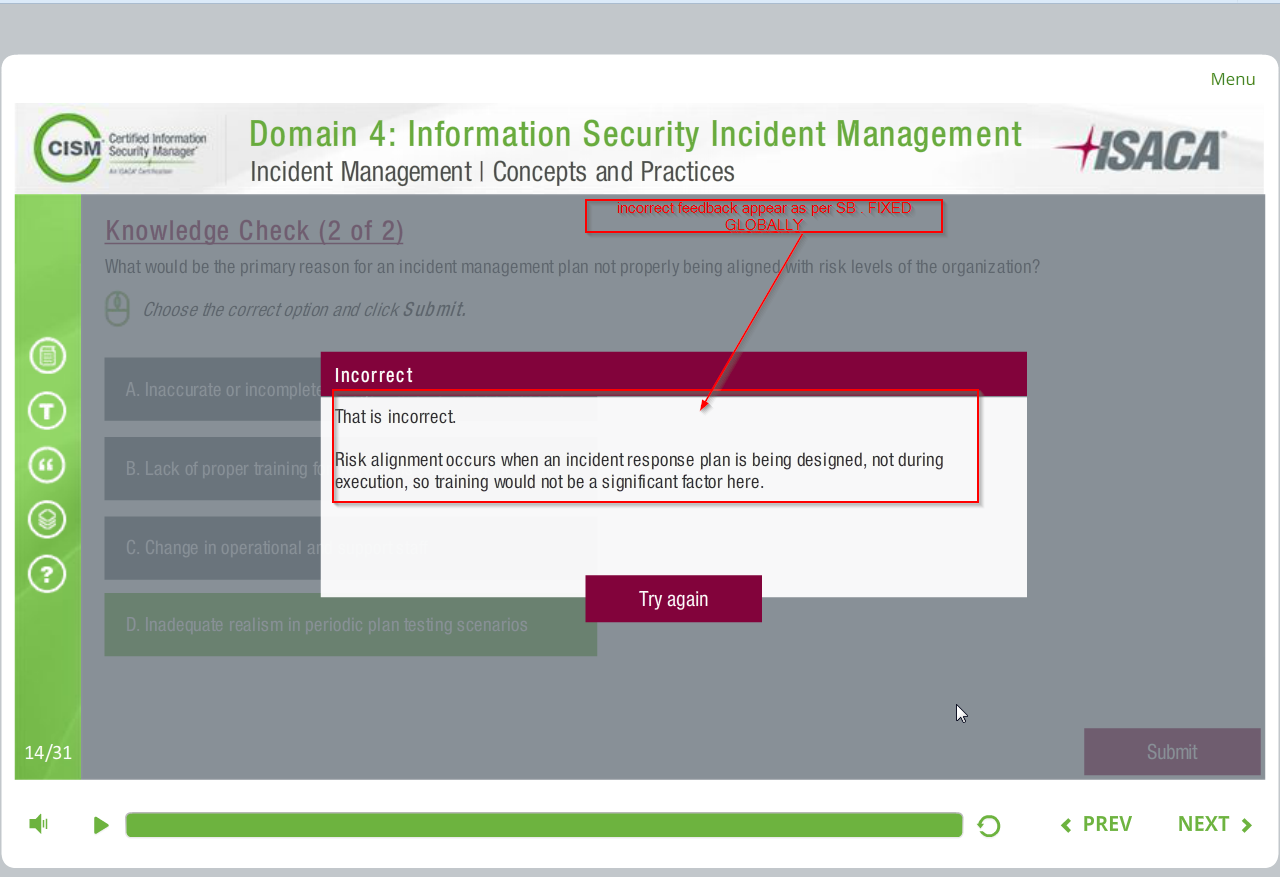 Menu
CISM
Certified Information
Security Manager
An ISACA Certification
Domain 4: Information Security Incident Management
Incident Management | Concepts and Practices
ISACA
incorrect feedback appear as per SB . FIXED
GLOBALLY
Knowledge Check (2 of 2)
What would be the primary reason for an incident management plan not properly being aligned with risk levels of the organization?
Choose the correct option and click Submit.
A. Inaccurate or incomplete
B. Lack of proper training
C. Change in operational
D. Inadequate realism in periodic plan testing scenarios
Incorrect
That is incorrect.
Risk alignment occurs when an incident response plan is being designed, not during
execution, so training would not be a significant factor here.
Try again
Submit
14/31
PREV
NEXT